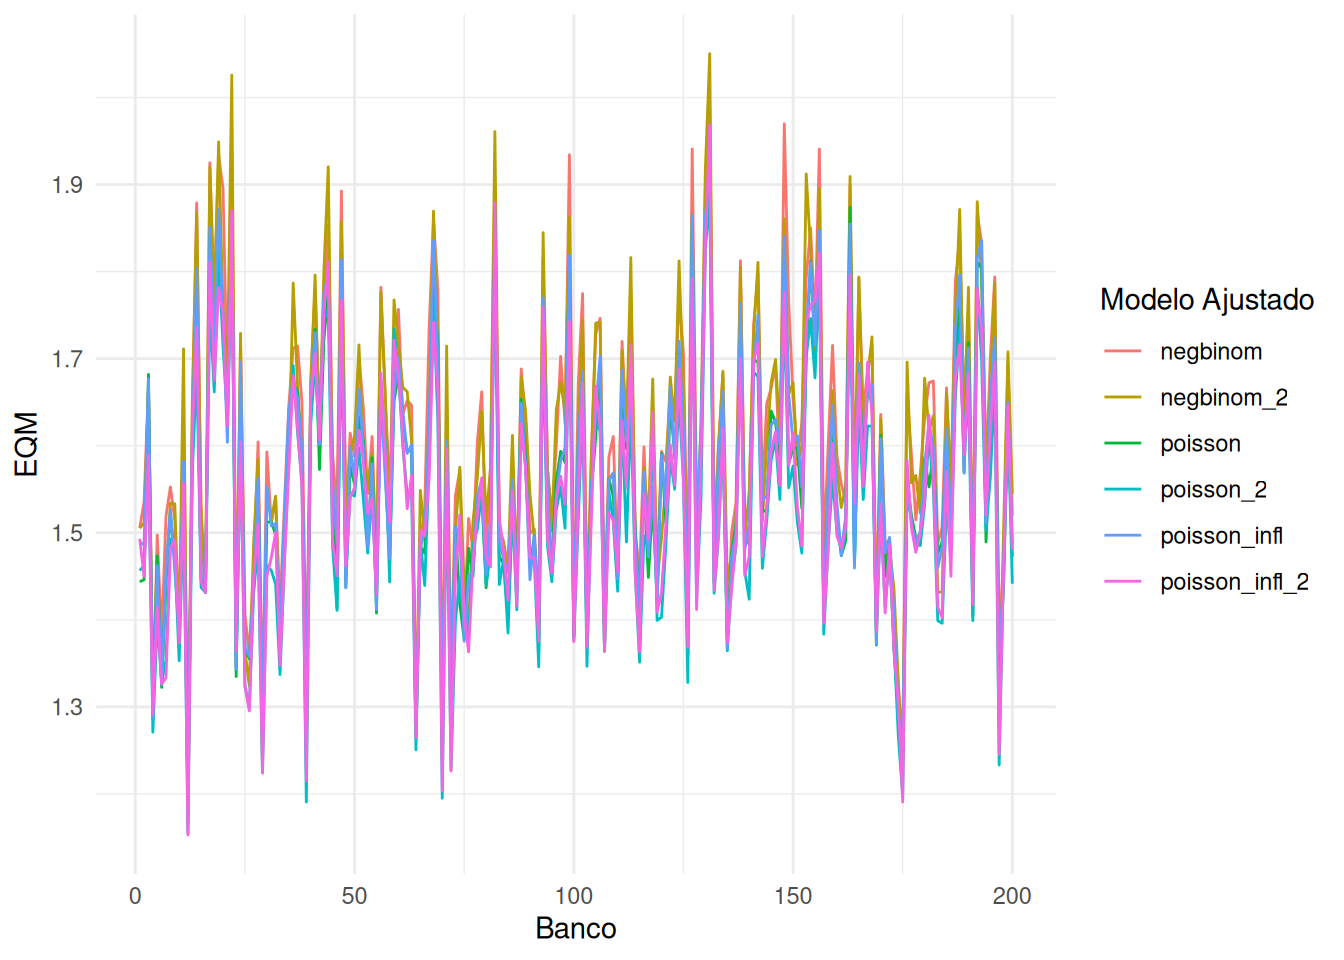 1.9
1.7
1.5
1.3
EQM
0
50
100
150
200
Banco
Modelo Ajustado
negbinom
negbinom_2
poisson
poisson_2
poisson_infl
poisson_infl_2